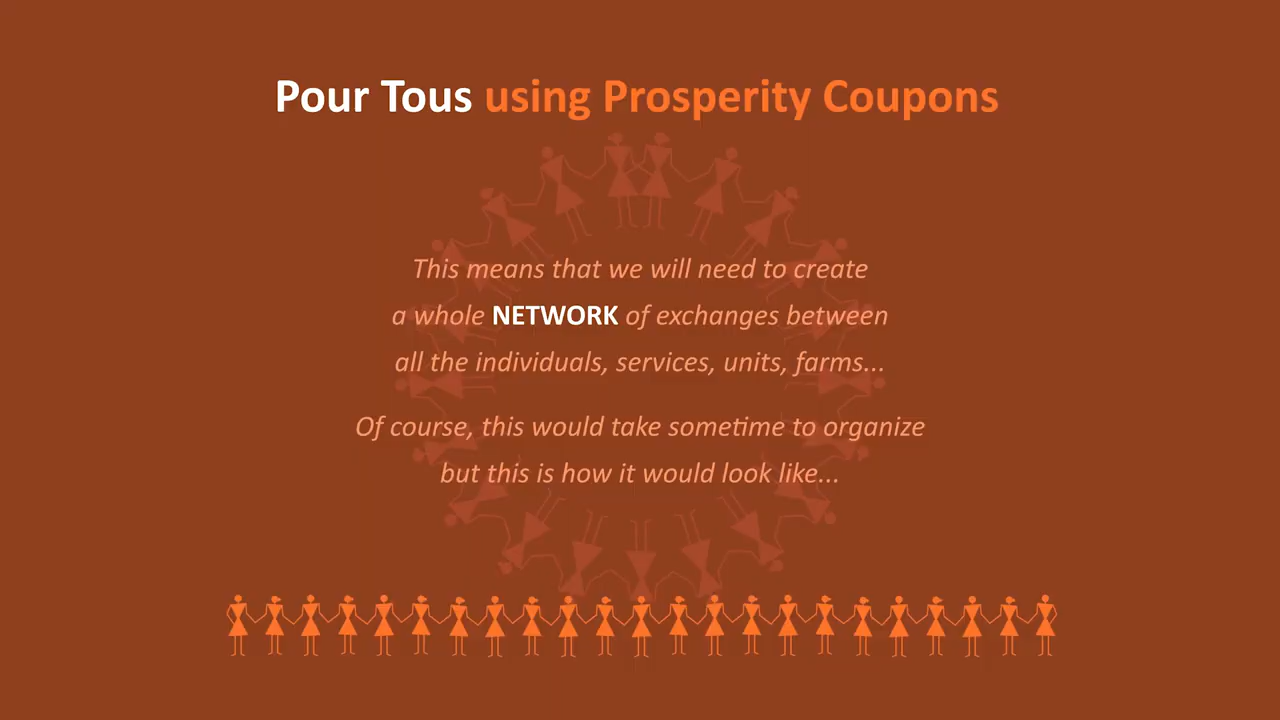 Pour Tous using Prosperity Coupons
This means that we will need to create
a whole NETWORK of exchanges between
all the individuals, services, units, farms...
Of course, this would take sometime to organize
but this is how it would look like...